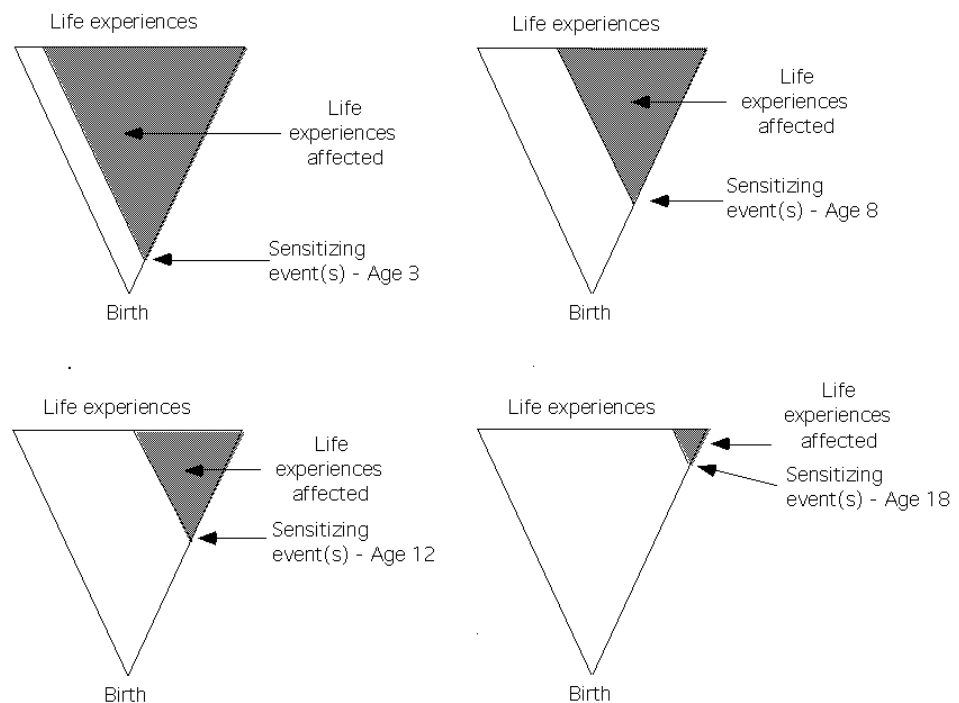 Life experiences
Life
experiences
affected
Sensitizing
event(s) - Age 3
Birth
Life experiences
Life
experiences
affected
Sensitizing
event(s) - Age 8
Birth
Life experiences
Life
experiences
affected
Sensitizing
event(s) - Age 12
Birth
Life experiences
Life
experiences
affected
Sensitizing
event(s) - Age 18
Birth